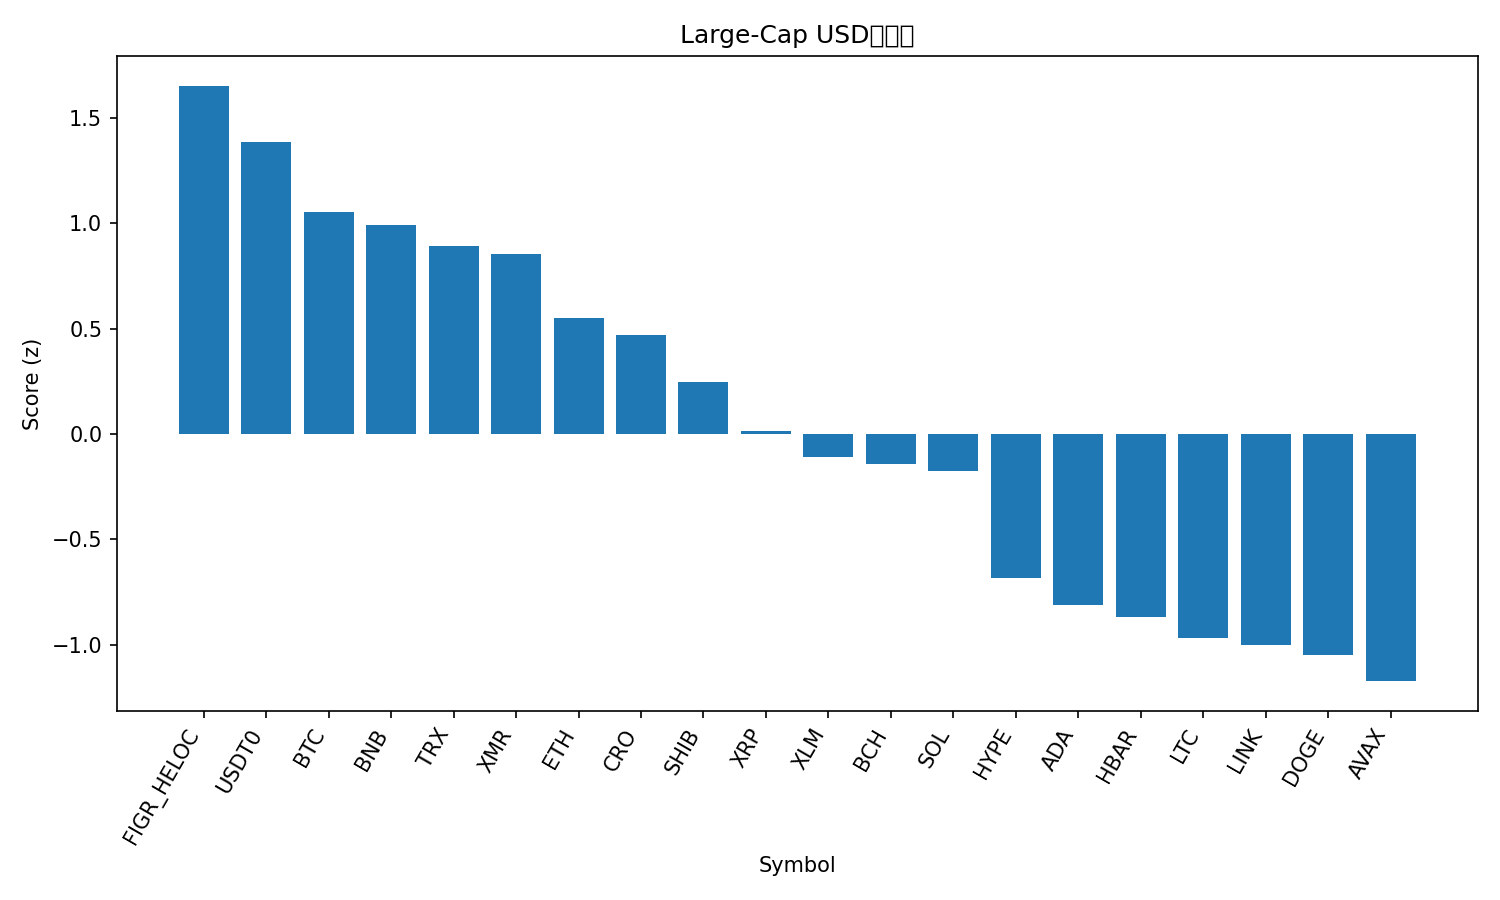 Large-Cap USD
Score (z)
1.5
1.0
0.5
0.0
−0.5
−1.0
FIGR_HELOC
USDT0
BTC
BNB
TRX
XMR
ETH
CRO
SHIB
XRP
XLM
BCH
SOL
HYPE
ADA
HBAR
LTC
LINK
DOGE
AVAX
Symbol